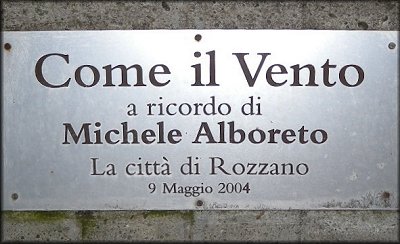 Come il Vento
a ricordo di
Michele Alboreto
La città di Rozzano
9 Maggio 2004